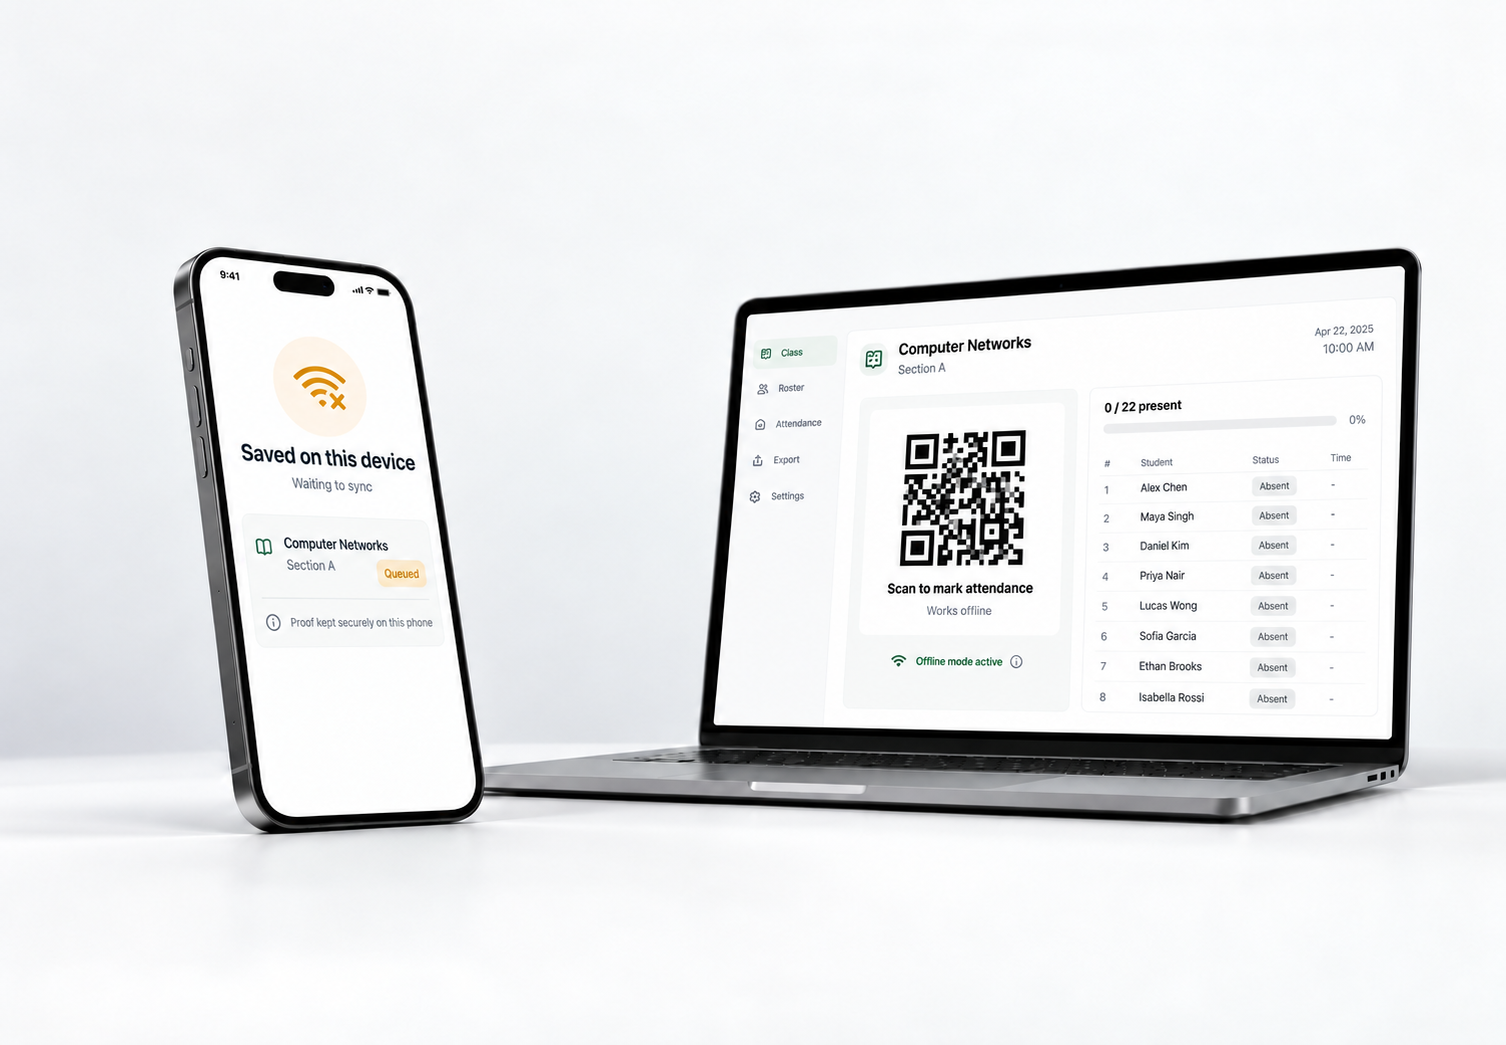 9:41
Saved on this device
Waiting to sync
Computer Networks
Section A
Queued
Proof kept securely on this phone
Class
Roster
Attendance
Export
Settings
Computer Networks
Section A
Apr 22, 2025
10:00 AM
Scan to mark attendance
Works offline
Offline mode active
0 / 22 present
0%
# Student Status Time
1 Alex Chen Absent -
2 Maya Singh Absent -
3 Daniel Kim Absent -
4 Priya Nair Absent -
5 Lucas Wong Absent -
6 Sofia Garcia Absent -
7 Ethan Brooks Absent -
8 Isabella Rossi Absent -